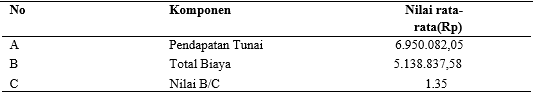 No Komponen Nilai rata-
rata(Rp)
A Pendapatan Tunai 6.950.082,05
B Total Biaya 5.138.837,58
C Nilai B/C 1.35